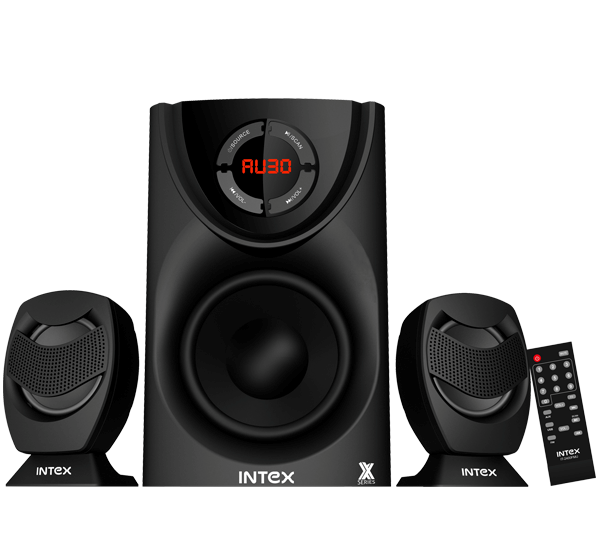 ⏻/SOURCE
⏯/SCAN
AU30
⏮/VOL-
⏭/VOL+
INTEX
INTEX
X
SERIES
INTEX
INTEX